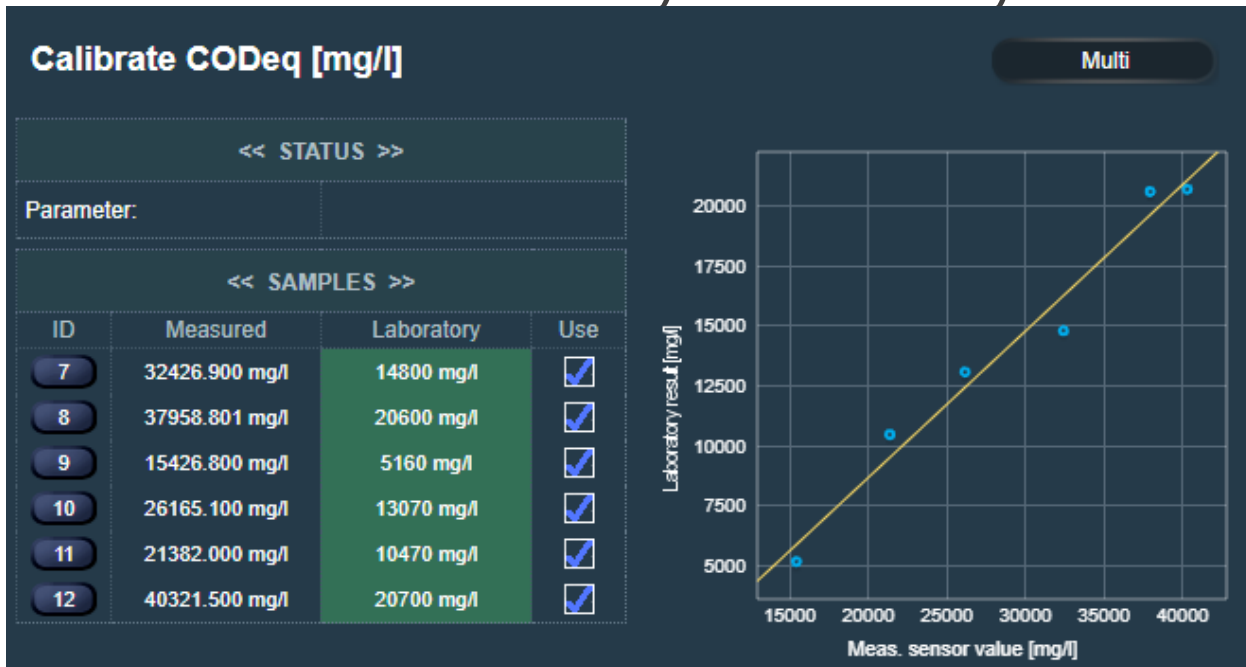 Calibrate CODeq [mg/l]
Multi
<< STATUS >>
Parameter:
<< SAMPLES >>
ID Measured Laboratory Use
7 32426.900 mg/l 14800 mg/l
8 37958.801 mg/l 20600 mg/l
9 15426.800 mg/l 5160 mg/l
10 26165.100 mg/l 13070 mg/l
11 21382.000 mg/l 10470 mg/l
12 40321.500 mg/l 20700 mg/l
Laboratory result [mg/l]
20000
17500
15000
12500
10000
7500
5000
15000 20000 25000 30000 35000 40000
Meas. sensor value [mg/l]